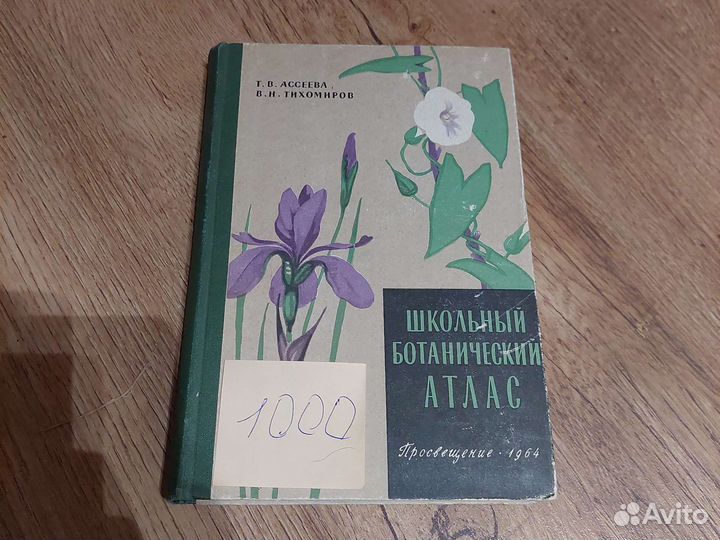 Т. В. АССЕЕВА,
В. Н. ТИХОМИРОВ
ШКОЛЬНЫЙ
БОТАНИЧЕСКИЙ
АТЛАС
Просвещение · 1964
1000
Avito